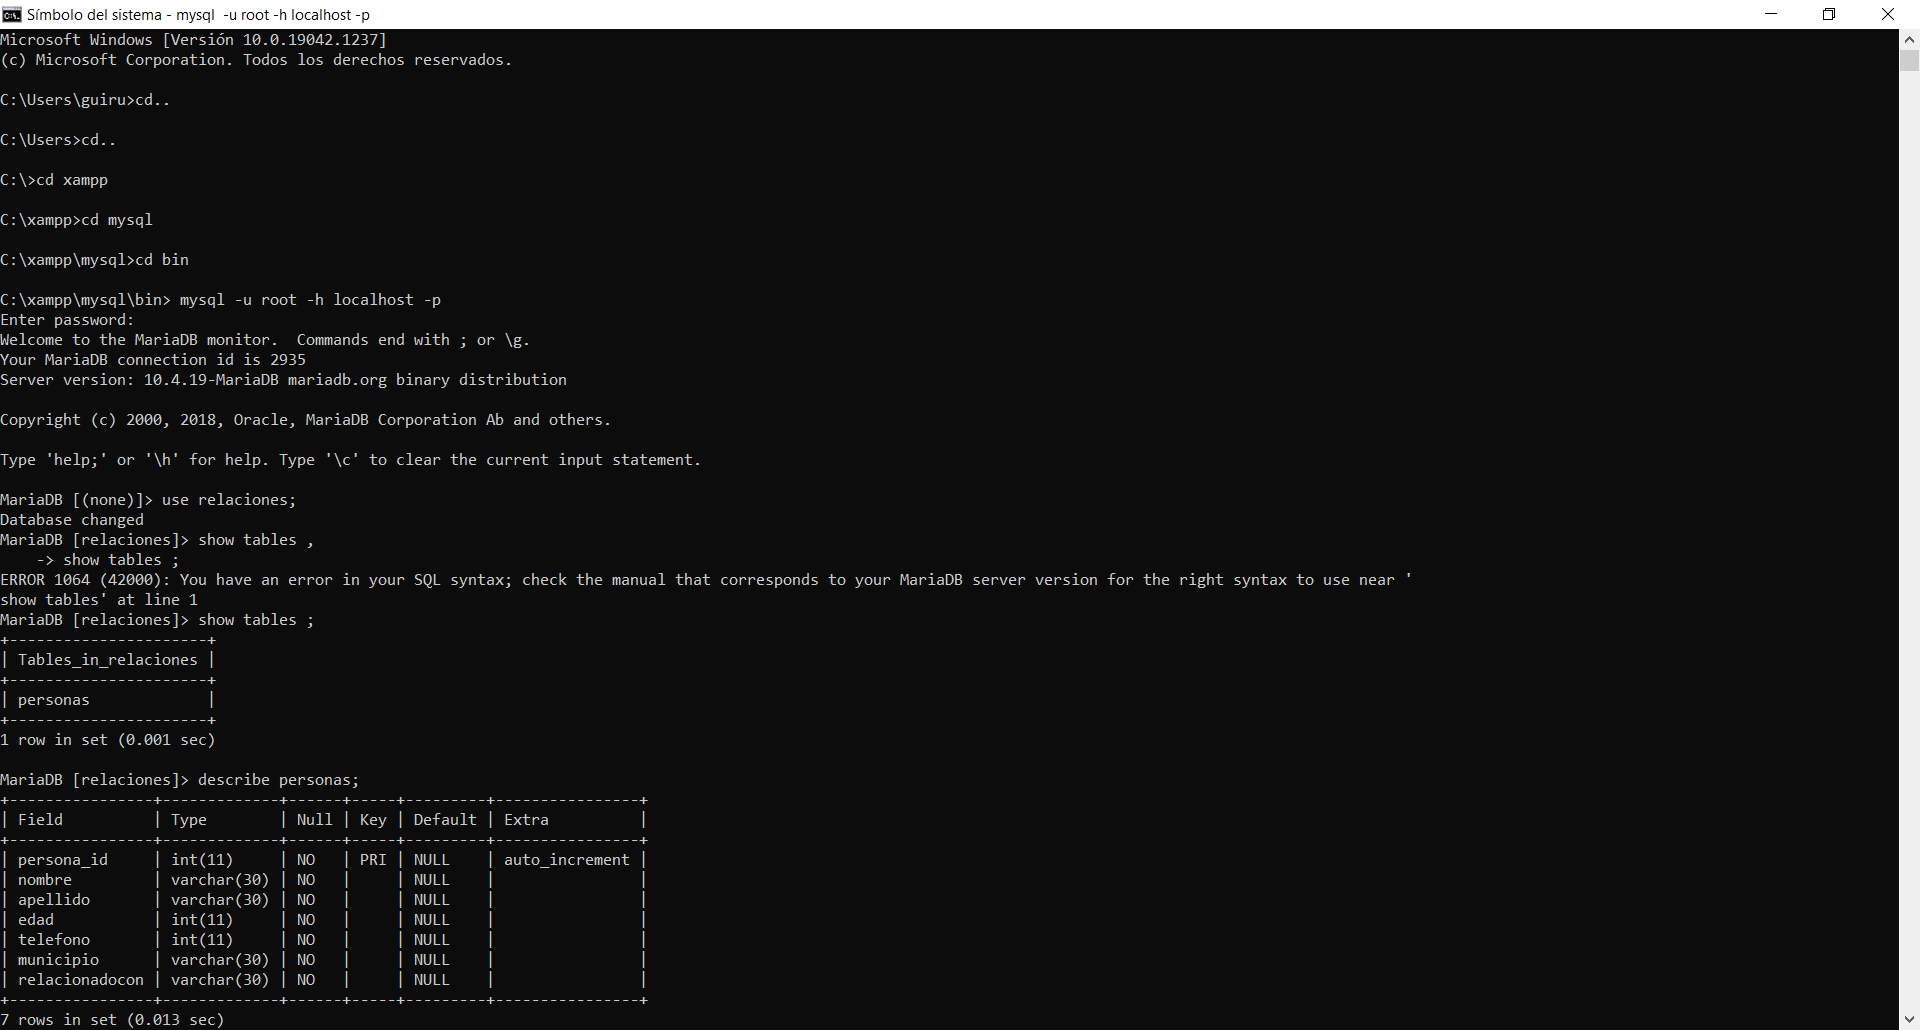 Símbolo del sistema - mysql  -u root -h localhost -p
Microsoft Windows [Versión 10.0.19042.1237]
(c) Microsoft Corporation. Todos los derechos reservados.

C:\Users\guiru>cd..

C:\Users>cd..

C:\>cd xampp

C:\xampp>cd mysql

C:\xampp\mysql>cd bin

C:\xampp\mysql\bin> mysql -u root -h localhost -p
Enter password:
Welcome to the MariaDB monitor.  Commands end with ; or \g.
Your MariaDB connection id is 2935
Server version: 10.4.19-MariaDB mariadb.org binary distribution

Copyright (c) 2000, 2018, Oracle, MariaDB Corporation Ab and others.

Type 'help;' or '\h' for help. Type '\c' to clear the current input statement.

MariaDB [(none)]> use relaciones;
Database changed
MariaDB [relaciones]> show tables ,
    -> show tables ;
ERROR 1064 (42000): You have an error in your SQL syntax; check the manual that corresponds to your MariaDB server version for the right syntax to use near '
show tables' at line 1
MariaDB [relaciones]> show tables ;
+----------------------+
| Tables_in_relaciones |
+----------------------+
| personas             |
+----------------------+
1 row in set (0.001 sec)

MariaDB [relaciones]> describe personas;
+----------------+-------------+------+-----+---------+----------------+
| Field          | Type        | Null | Key | Default | Extra          |
+----------------+-------------+------+-----+---------+----------------+
| persona_id     | int(11)     | NO   | PRI | NULL    | auto_increment |
| nombre         | varchar(30) | NO   |     | NULL    |                |
| apellido       | varchar(30) | NO   |     | NULL    |                |
| edad           | int(11)     | NO   |     | NULL    |                |
| telefono       | int(11)     | NO   |     | NULL    |                |
| municipio      | varchar(30) | NO   |     | NULL    |                |
| relacionadocon | varchar(30) | NO   |     | NULL    |                |
+----------------+-------------+------+-----+---------+----------------+
7 rows in set (0.013 sec)